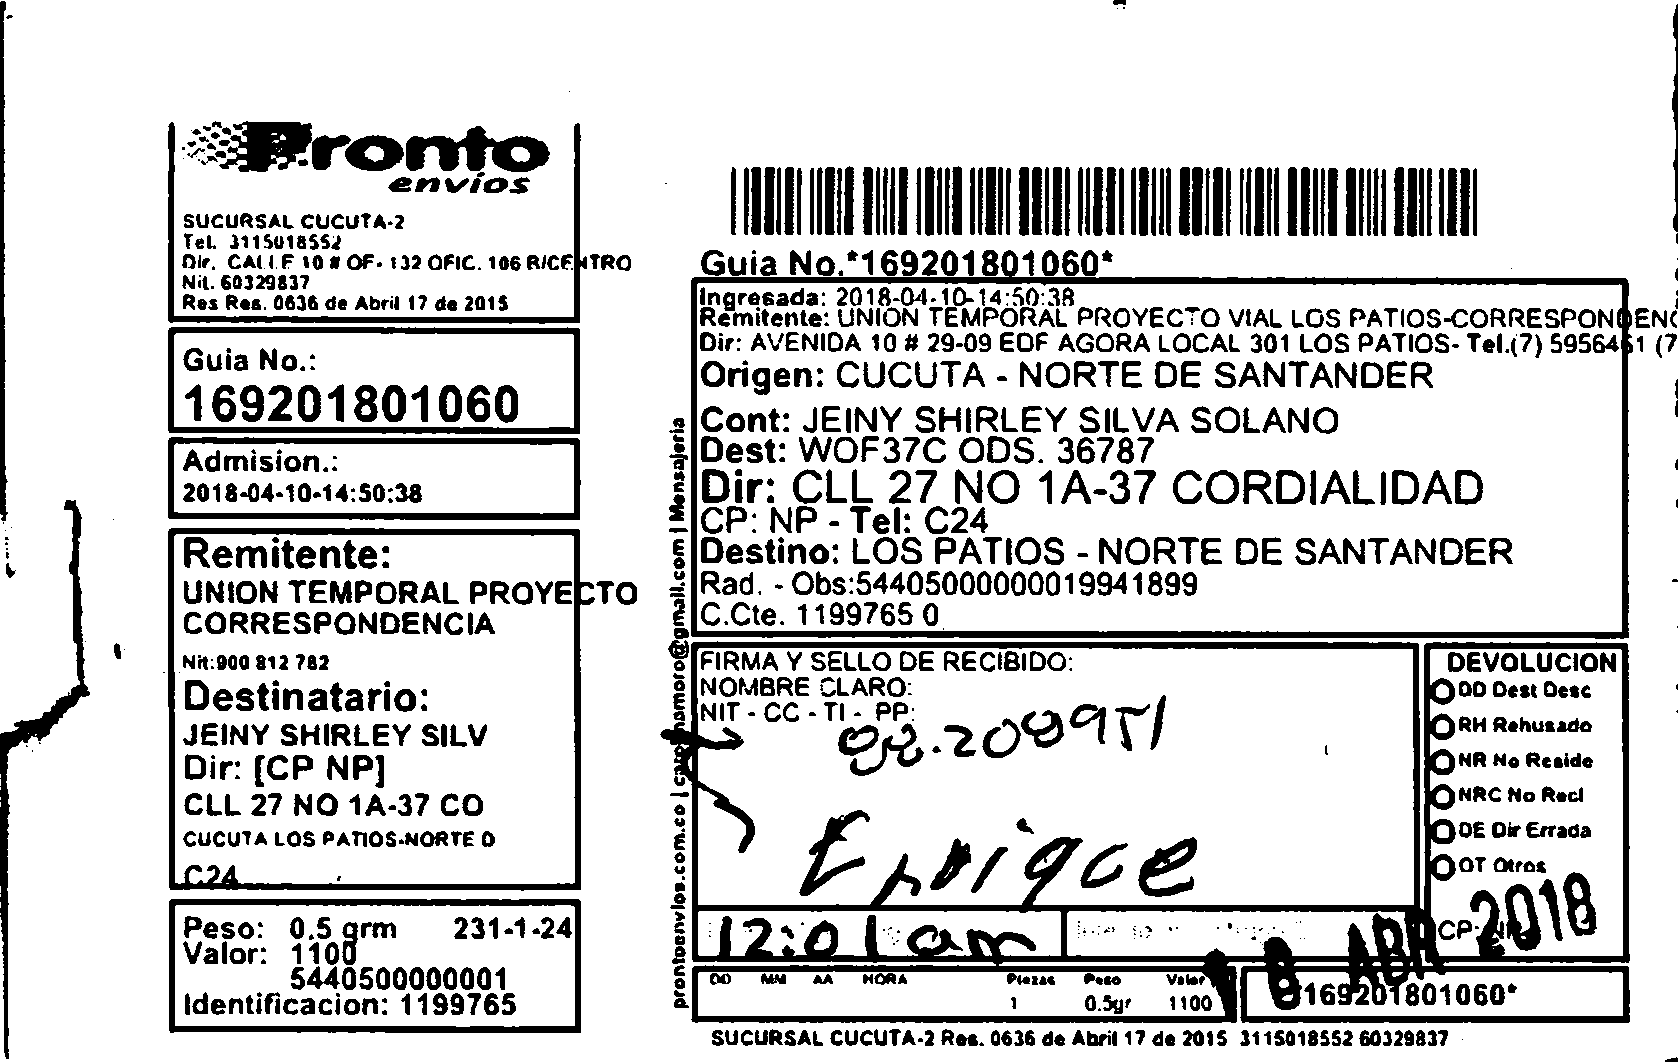 Pronto
envíos
SUCURSAL CUCUTA-2
Tel. 3115018552
Dir. CALLE 10 # OF- 132 OFIC. 106 R/CENTRO
Nit. 60329837
Res Res. 0636 de Abril 17 de 2015
Guia No.:
169201801060
Admision.:
2018-04-10-14:50:38
Remitente:
UNION TEMPORAL PROYECTO
CORRESPONDENCIA
Nit:900 812 782
Destinatario:
JEINY SHIRLEY SILV
Dir: [CP NP]
CLL 27 NO 1A-37 CO
CUCUTA LOS PATIOS-NORTE D
C24
Peso: 0.5 grm 231-1-24
Valor: 1100
5440500000001
Identificacion: 1199765
prontoenvios.com.co | @gmail.com | Mensajeria
Guia No.*169201801060*
Ingresada: 2018-04-10-14:50:38
Remitente: UNION TEMPORAL PROYECTO VIAL LOS PATIOS-CORRESPONDENC
Dir: AVENIDA 10 # 29-09 EDF AGORA LOCAL 301 LOS PATIOS- Tel.(7) 5956461 (7
Origen: CUCUTA - NORTE DE SANTANDER
Cont: JEINY SHIRLEY SILVA SOLANO
Dest: WOF37C ODS. 36787
Dir: CLL 27 NO 1A-37 CORDIALIDAD
CP: NP - Tel: C24
Destino: LOS PATIOS - NORTE DE SANTANDER
Rad. - Obs:544050000000019941899
C.Cte. 1199765 0
FIRMA Y SELLO DE RECIBIDO:
NOMBRE CLARO:
NIT - CC - TI - PP:
Enrique
12:01 am
DEVOLUCION
DD Dest Desc
RH Rehusado
NR No Reside
NRC No Recl
DE Dir Errada
OT Otros
CP:
ABR 2018
DD MM AA HORA Piezas Peso Valor
1 0.5gr 1100
*169201801060*
SUCURSAL CUCUTA-2 Res. 0636 de Abril 17 de 2015 3115018552 60329837